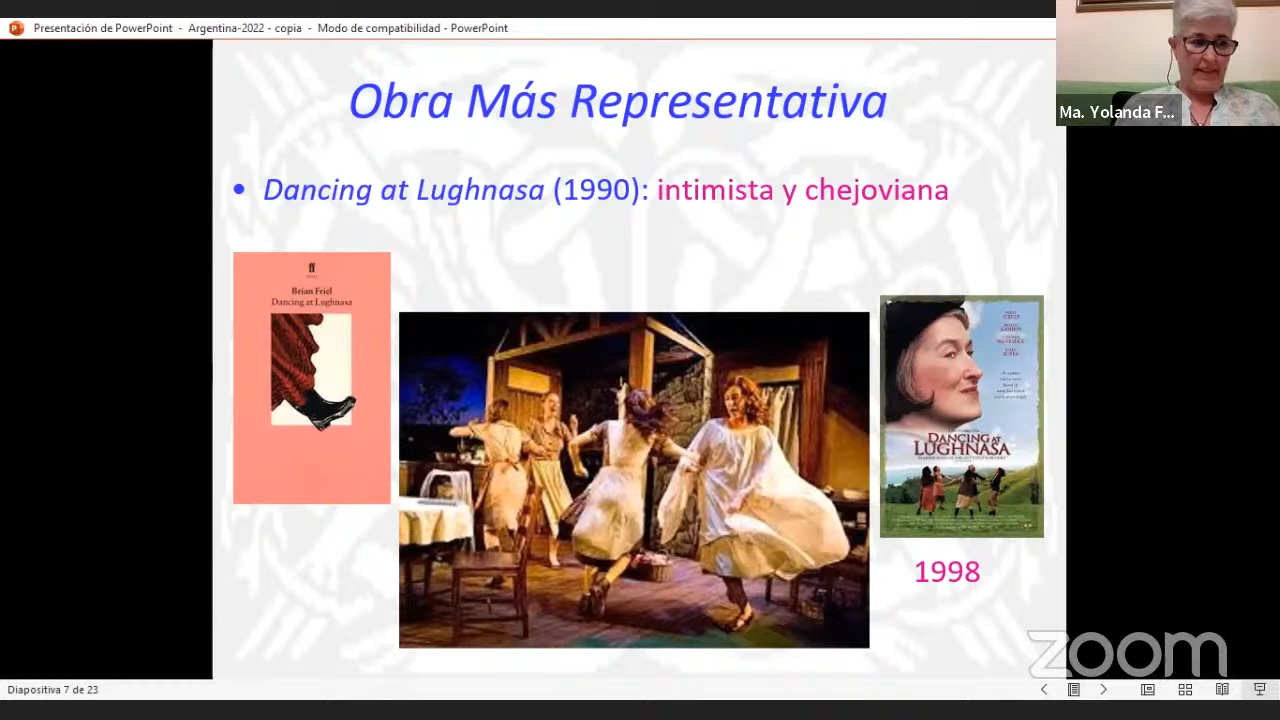 Presentación de PowerPoint - Argentina-2022 - copia - Modo de compatibilidad - PowerPoint
Ma. Yolanda F...
Obra Más Representativa
• Dancing at Lughnasa (1990): intimista y chejoviana
ff
Brian Friel
Dancing at Lughnasa
DANCING AT
LUGHNASA
1998
zoom
Diapositiva 7 de 23